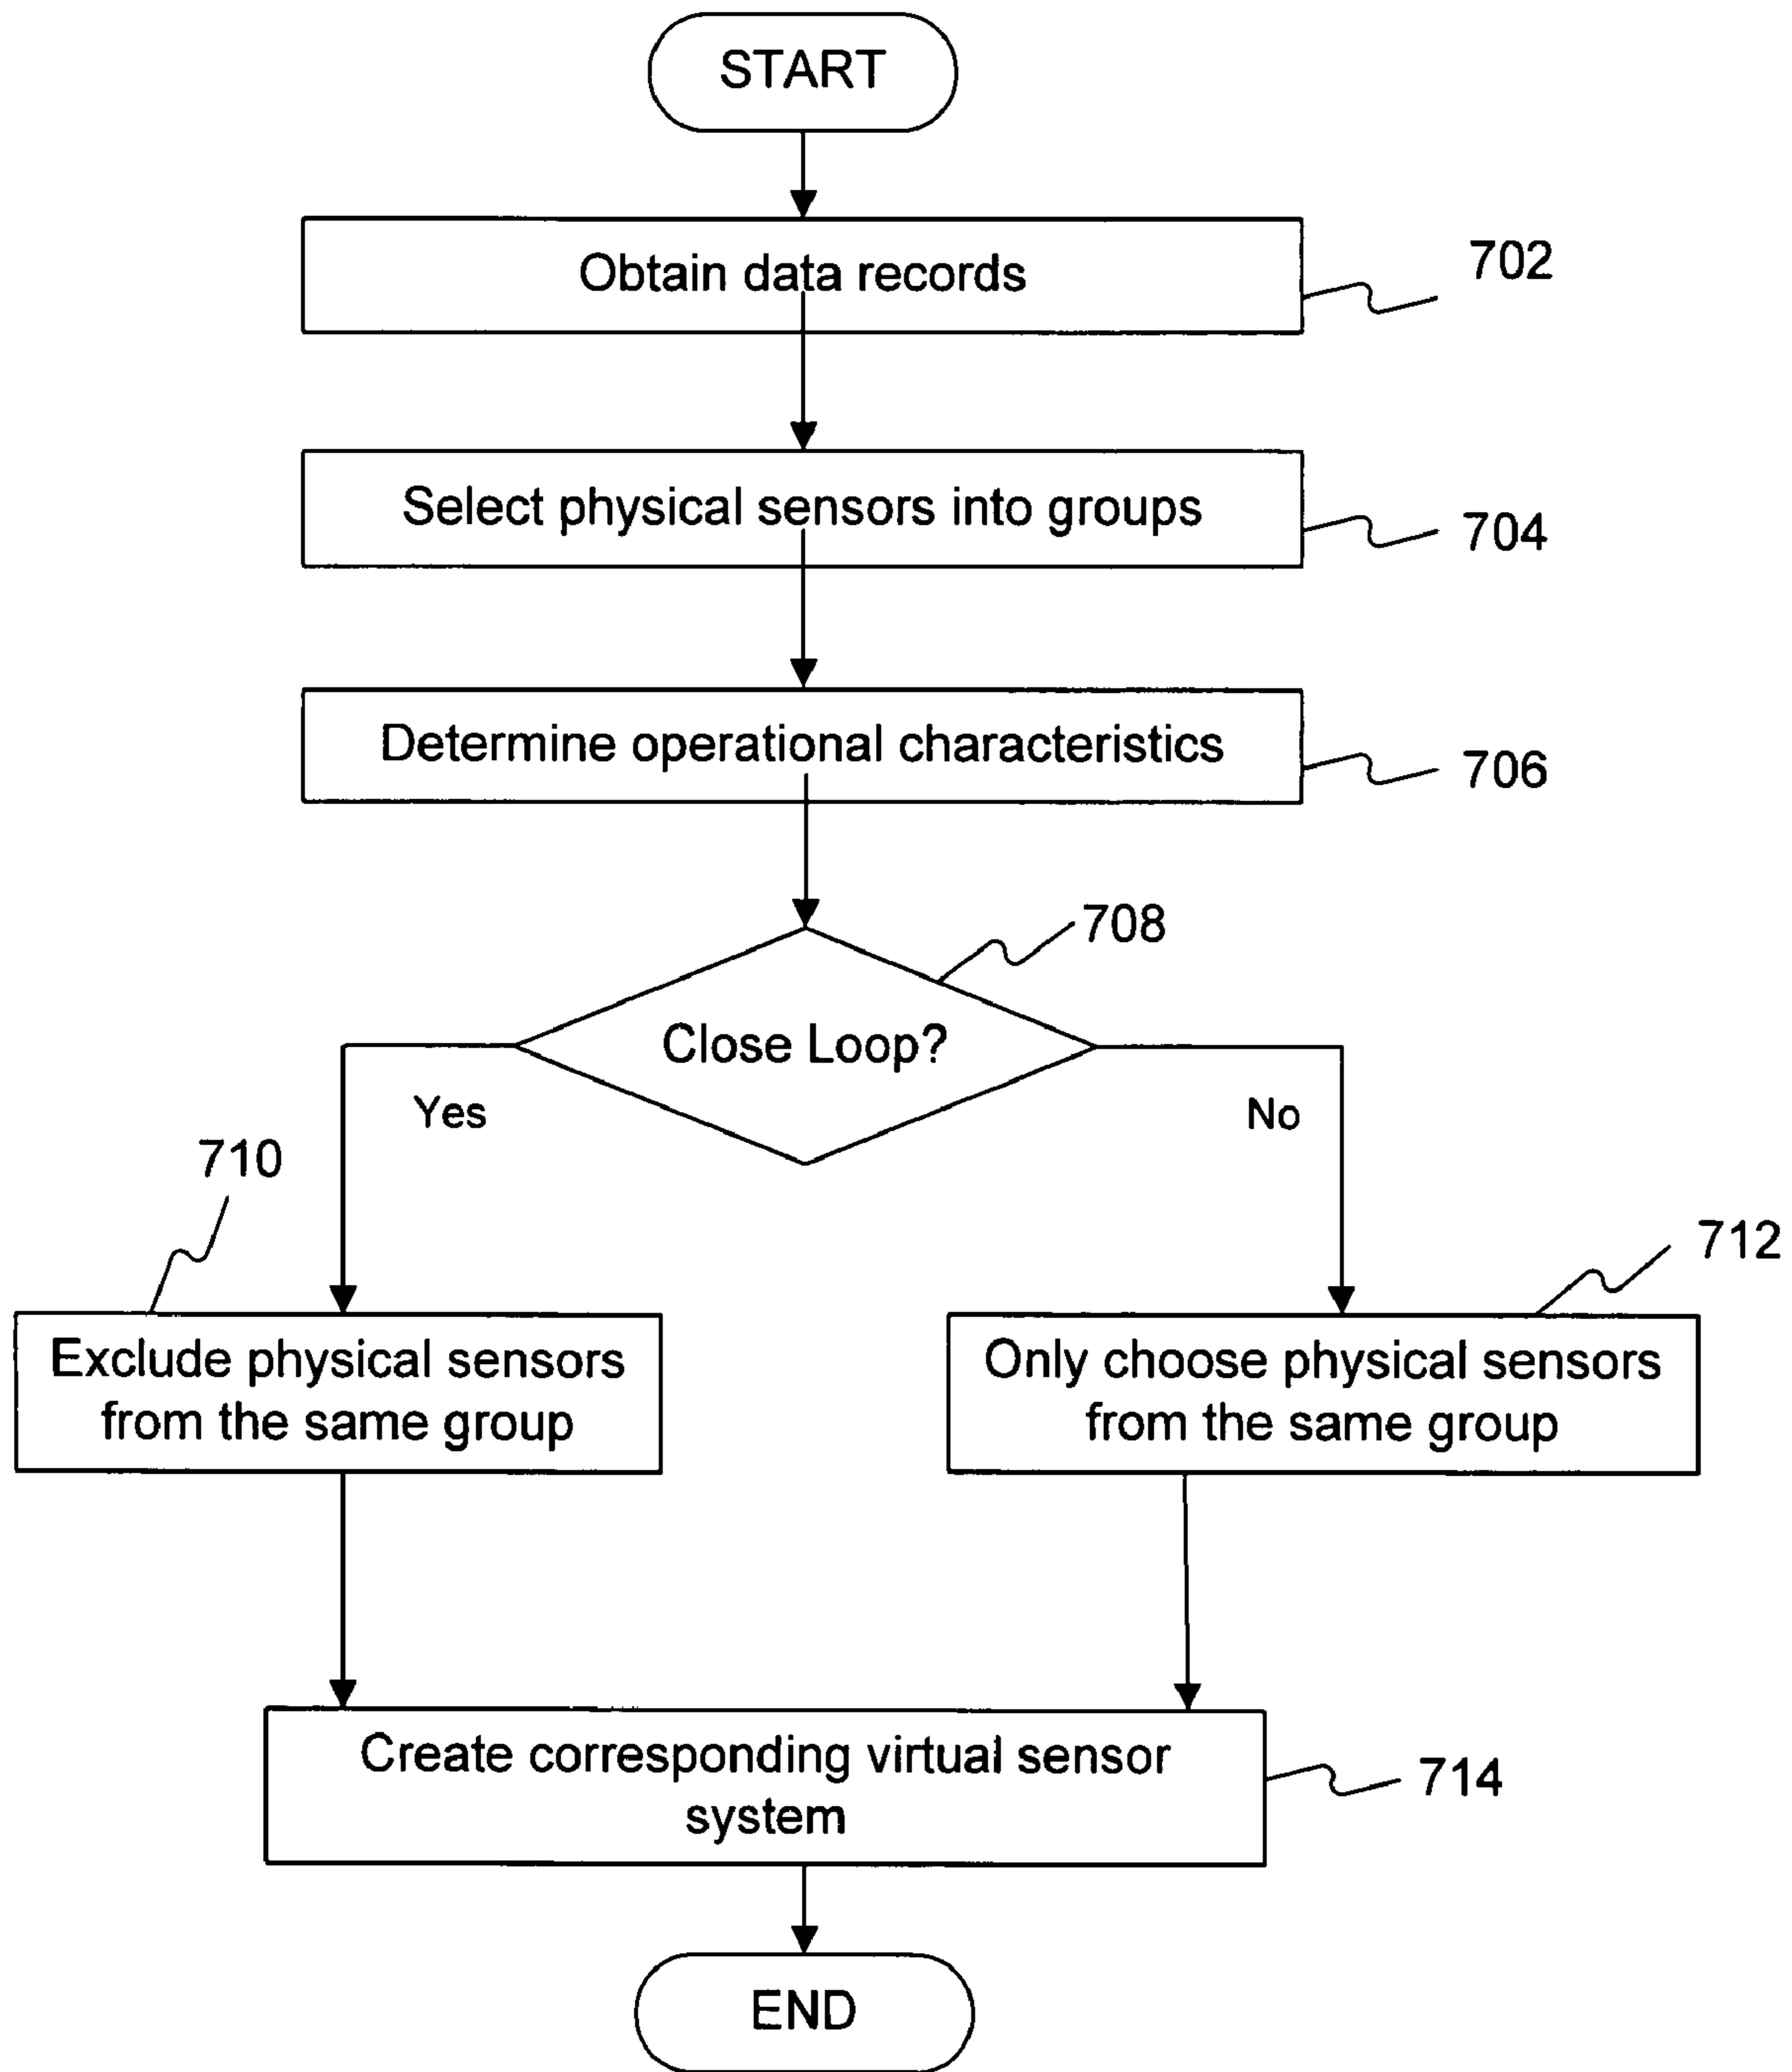 START
Obtain data records
702
Select physical sensors into groups
704
Determine operational characteristics
706
708
Close Loop?
Yes
No
710
712
Exclude physical sensors
from the same group
Only choose physical sensors
from the same group
Create corresponding virtual sensor
system
714
END